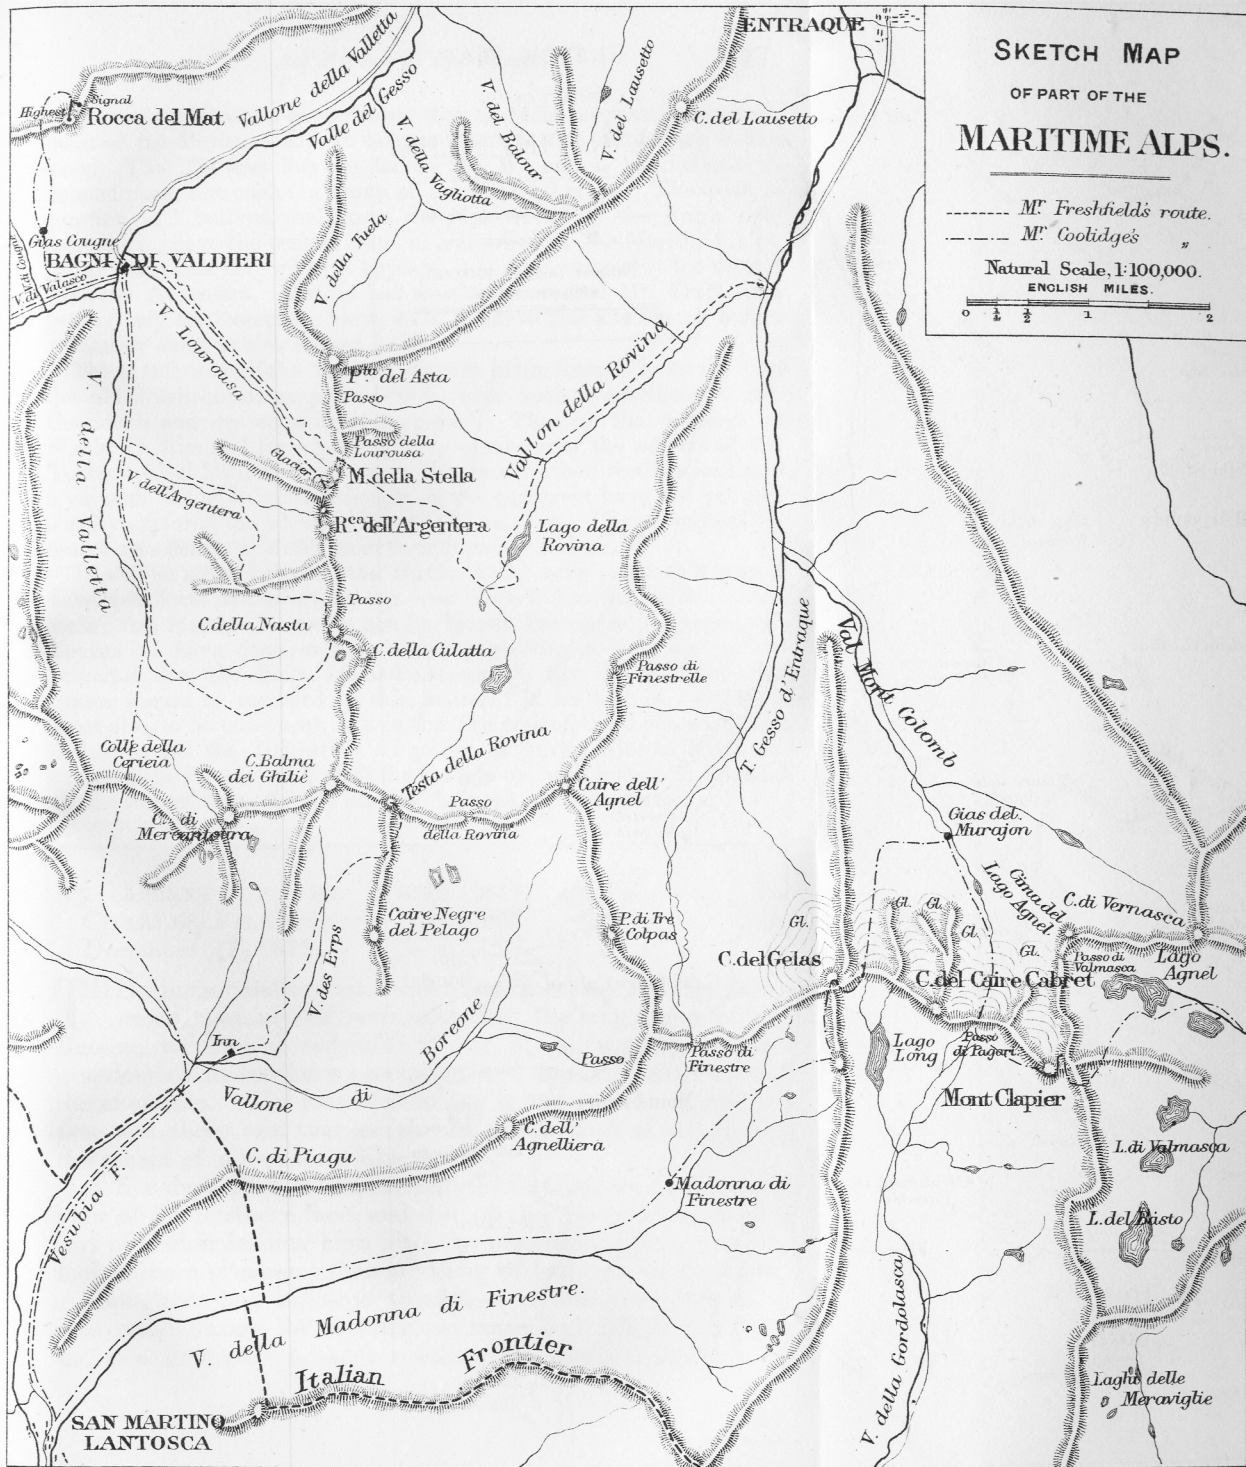 SKETCH MAP
OF PART OF THE
MARITIME ALPS.
Mr Freshfield's route.
Mr Coolidge's "
Natural Scale, 1:100,000.
ENGLISH MILES.
0 ¼ ½ 1 2
ENTRAQUE
Signal
Highest
Rocca del Mat
Vallone della Valletta
Valle del Gesso
V. del Balour
V. del Lausetto
C. del Lausetto
V. della Vagliotta
V. della Tuela
Gias Cougne
BAGNI DI VALDIERI
V. di Valasco
V. Lourousa
V. della Valletta
Pta del Asta
Passo
Passo della
Lourousa
Glacier
M. della Stella
V. dell'Argentera
Rca dell'Argentera
Vallon della Rovina
Lago della
Rovina
Passo
C. della Nasta
C. della Culatta
Passo di
Finestrelle
T. Gesso d'Entraque
Val Mont Colomb
Colle della
Cerieia
C. Balma
dei Ghilié
Testa della Rovina
C. di
Mercantoura
Passo
della Rovina
Caire dell'
Agnel
Gias del
Murajon
Cima del
Lago Agnel
C. di Vernasca
Caire Negre
del Pelago
P. di Tre
Colpas
Gl.
Gl.
Gl.
Gl.
Gl.
C. del Gelas
C. del Caire Cabret
Passo di
Valmasca
Lago
Agnel
V. des Erps
Boreone
Inn
Vallone di
Passo
Passo di
Finestre
Lago
Long
Passo
di Pagari
Mont Clapier
C. dell'
Agnelliera
C. di Piagu
L. di Valmasca
Madonna di
Finestre
L. del Basto
Vesubia F.
V. della Madonna di Finestre.
Italian Frontier
V. della Gordolasca
Laghi delle
Meraviglie
SAN MARTINO
LANTOSCA